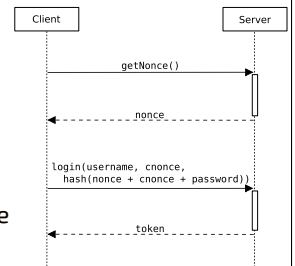 Client Server
getNonce()
nonce
login(username, cnonce,
hash(nonce + cnonce + password))
e
token